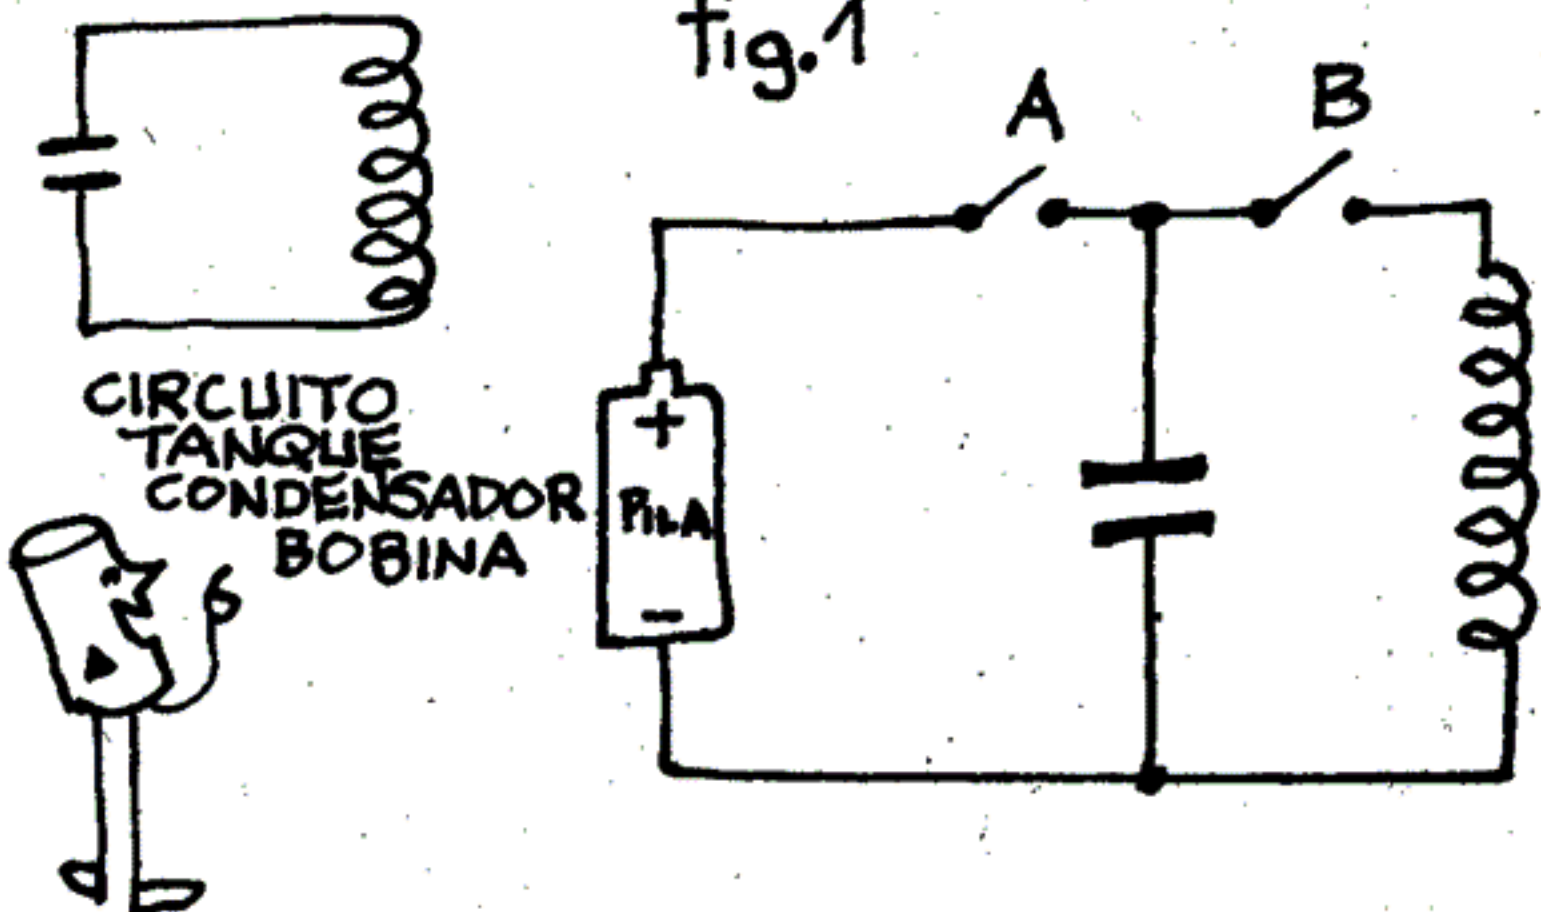 fig.1
A B
CIRCUITO
TANQUE
CONDENSADOR
BOBINA
+
PILA
-